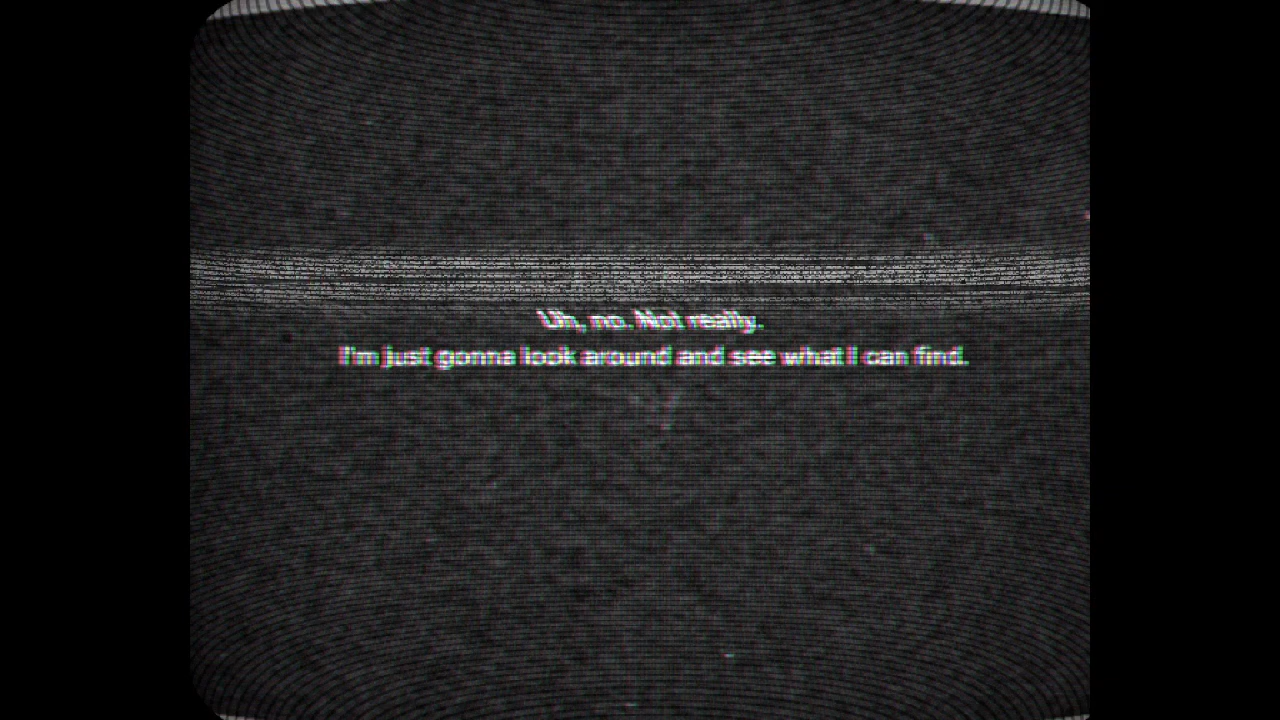 Uh, no. Not really.
I'm just gonna look around and see what I can find.